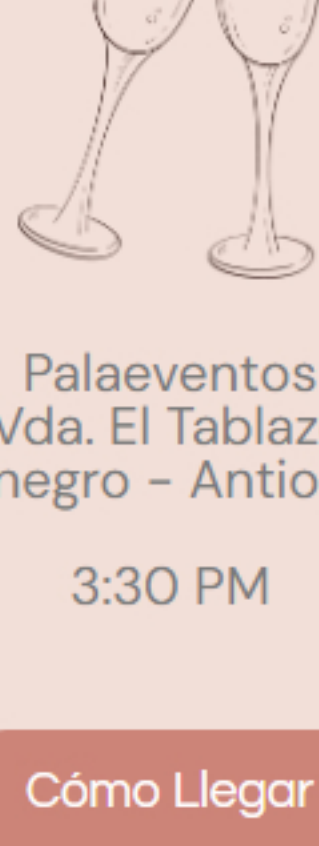 Palaeventos
Vda. El Tablaz
negro - Antio
3:30 PM
Cómo Llegar